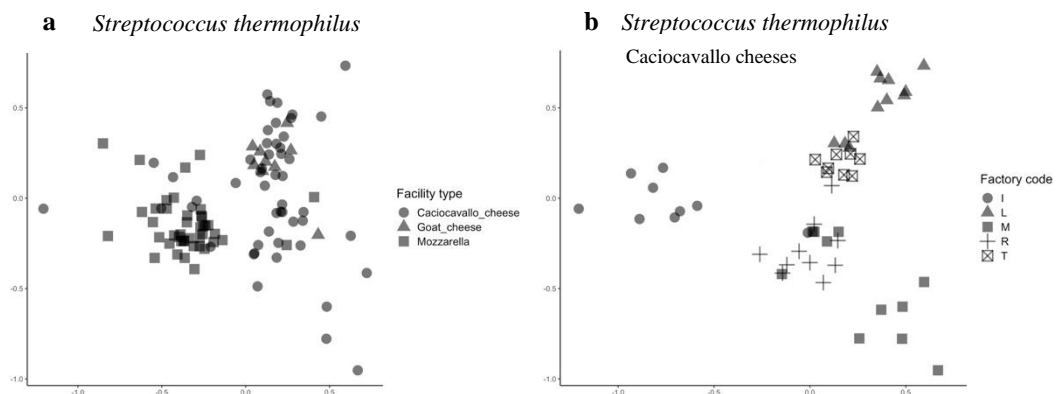 a Streptococcus thermophilus
0.5
0.0
-0.5
-1.0
-1.0
-0.5
0.0
0.5
Facility type
Caciocavallo_cheese
Goat_cheese
Mozzarella
b Streptococcus thermophilus
Caciocavallo cheeses
0.5
0.0
-0.5
-1.0
-1.0
-0.5
0.0
0.5
Factory code
I
L
M
R
T